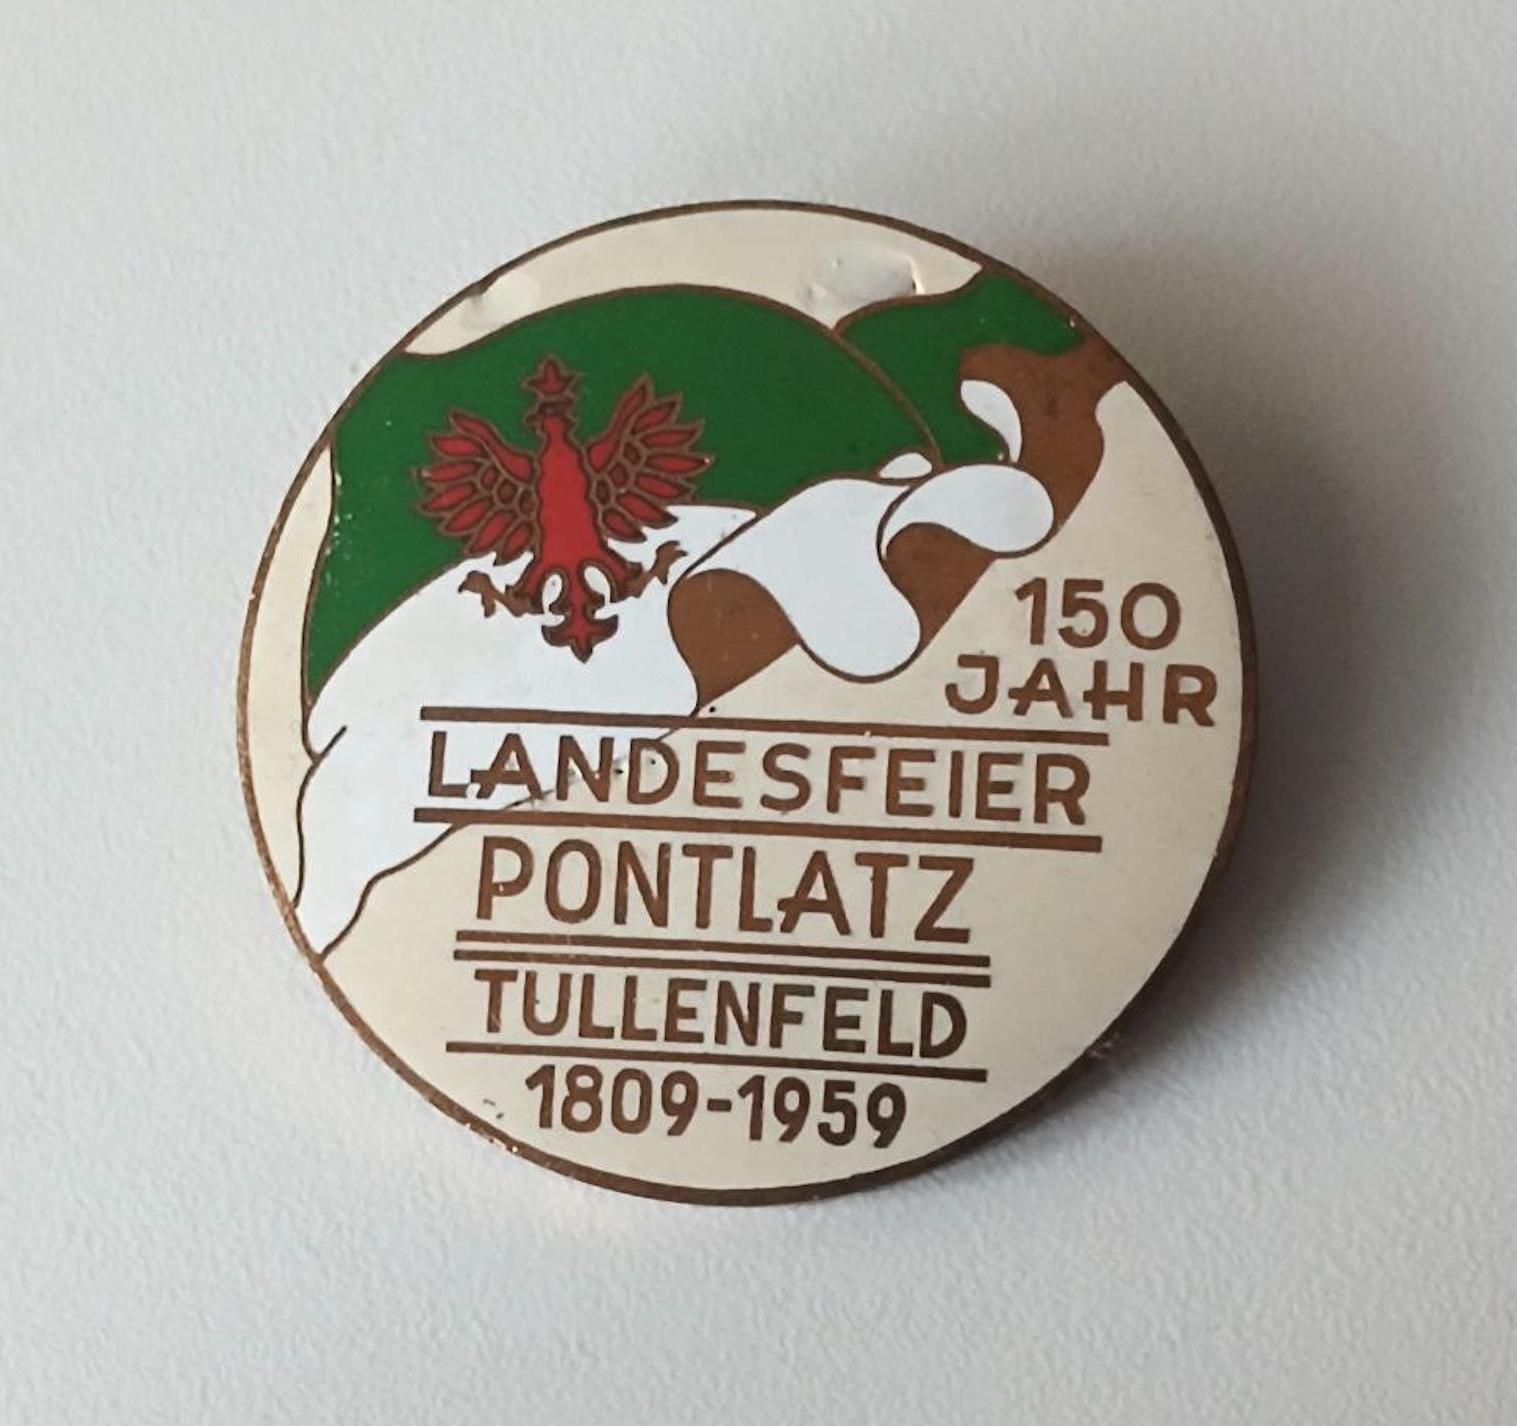 150
JAHR
LANDESFEIER
PONTLATZ
TULLENFELD
1809-1959